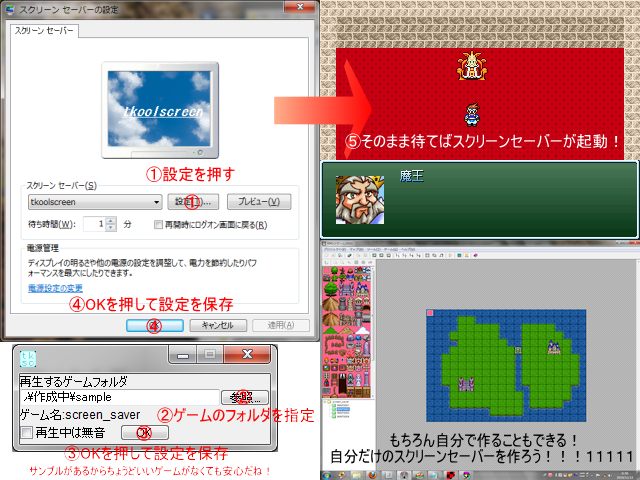 スクリーン セーバーの設定
スクリーン セーバー
tkoolscreen
①設定を押す
スクリーン セーバー(S)
tkoolscreen
設定(T)...
①
プレビュー(V)
待ち時間(W):
1
分
再開時にログオン画面に戻る(R)
電源管理
ディスプレイの明るさや他の電源の設定を調整して、電力を節約したりパフ
ォーマンスを最大にしたりできます。
電源設定の変更
④OKを押して設定を保存
④
キャンセル
適用(A)
再生するゲームフォルダ
./¥作成中¥sample
参照...
②
ゲーム名:screen_saver
②ゲームのフォルダを指定
再生中は無音
OK
③
③OKを押して設定を保存
サンプルがあるからちょうどいいゲームがなくても安心だね！
⑤そのまま待てばスクリーンセーバーが起動！
魔王
もちろん自分で作ることもできる！
自分だけのスクリーンセーバーを作ろう！！！11111